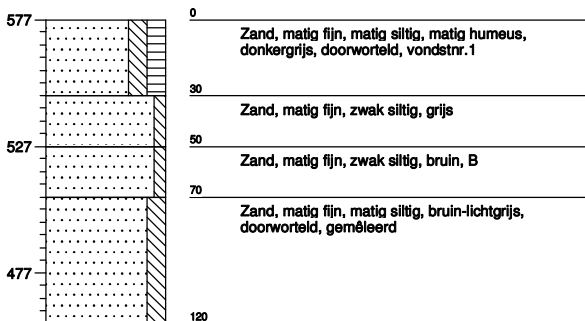 577
0
Zand, matig fijn, matig siltig, matig humeus,
donkergrijs, doorworteld, vondstnr.1
30
Zand, matig fijn, zwak siltig, grijs
527
50
Zand, matig fijn, zwak siltig, bruin, B
70
Zand, matig fijn, matig siltig, bruin-lichtgrijs,
doorworteld, gemêleerd
477
120